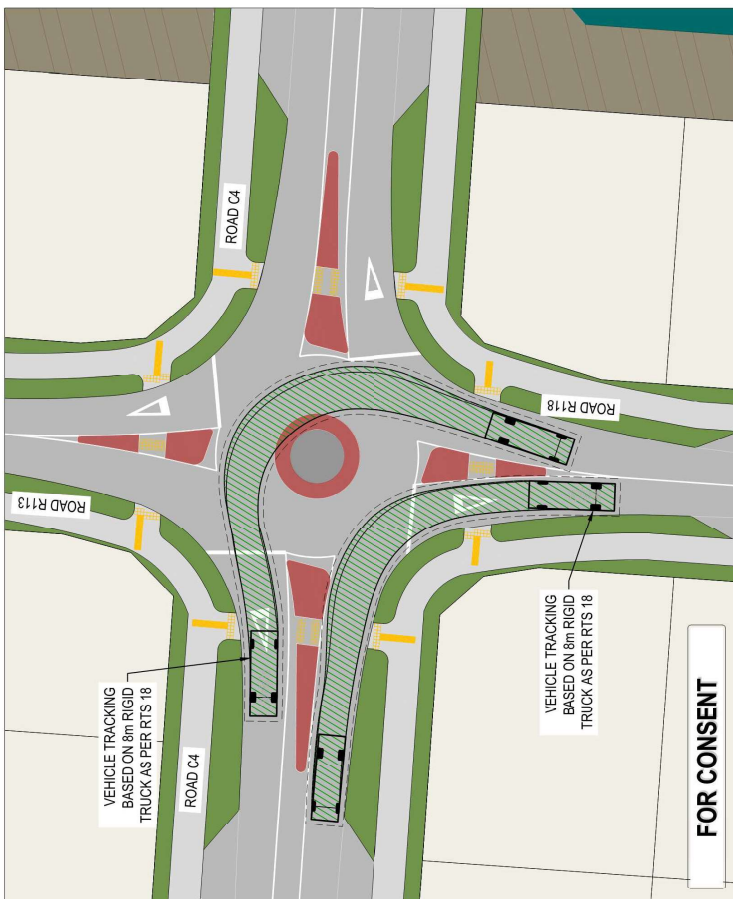 ROAD C4
ROAD R118
ROAD R113
VEHICLE TRACKING
BASED ON 8m RIGID
TRUCK AS PER RTS 18
ROAD C4
VEHICLE TRACKING
BASED ON 8m RIGID
TRUCK AS PER RTS 18
FOR CONSENT